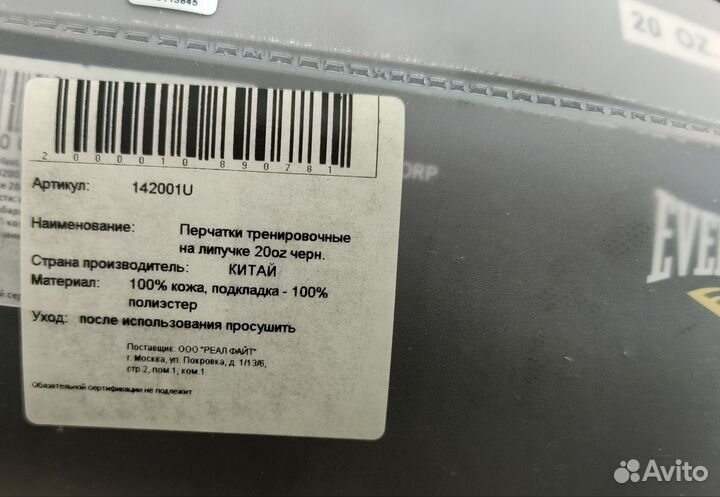 20 OZ
CORP
2000010890781
Артикул: 142001U
Наименование: Перчатки тренировочные
на липучке 20oz черн.
Страна производитель: КИТАЙ
Материал: 100% кожа, подкладка - 100%
полиэстер
Уход: после использования просушить
Поставщик: ООО "РЕАЛ ФАЙТ"
г. Москва, ул. Покровка, д. 1/13/6,
стр.2, пом.1, ком.1
Обязательной сертификации не подлежит
Avito